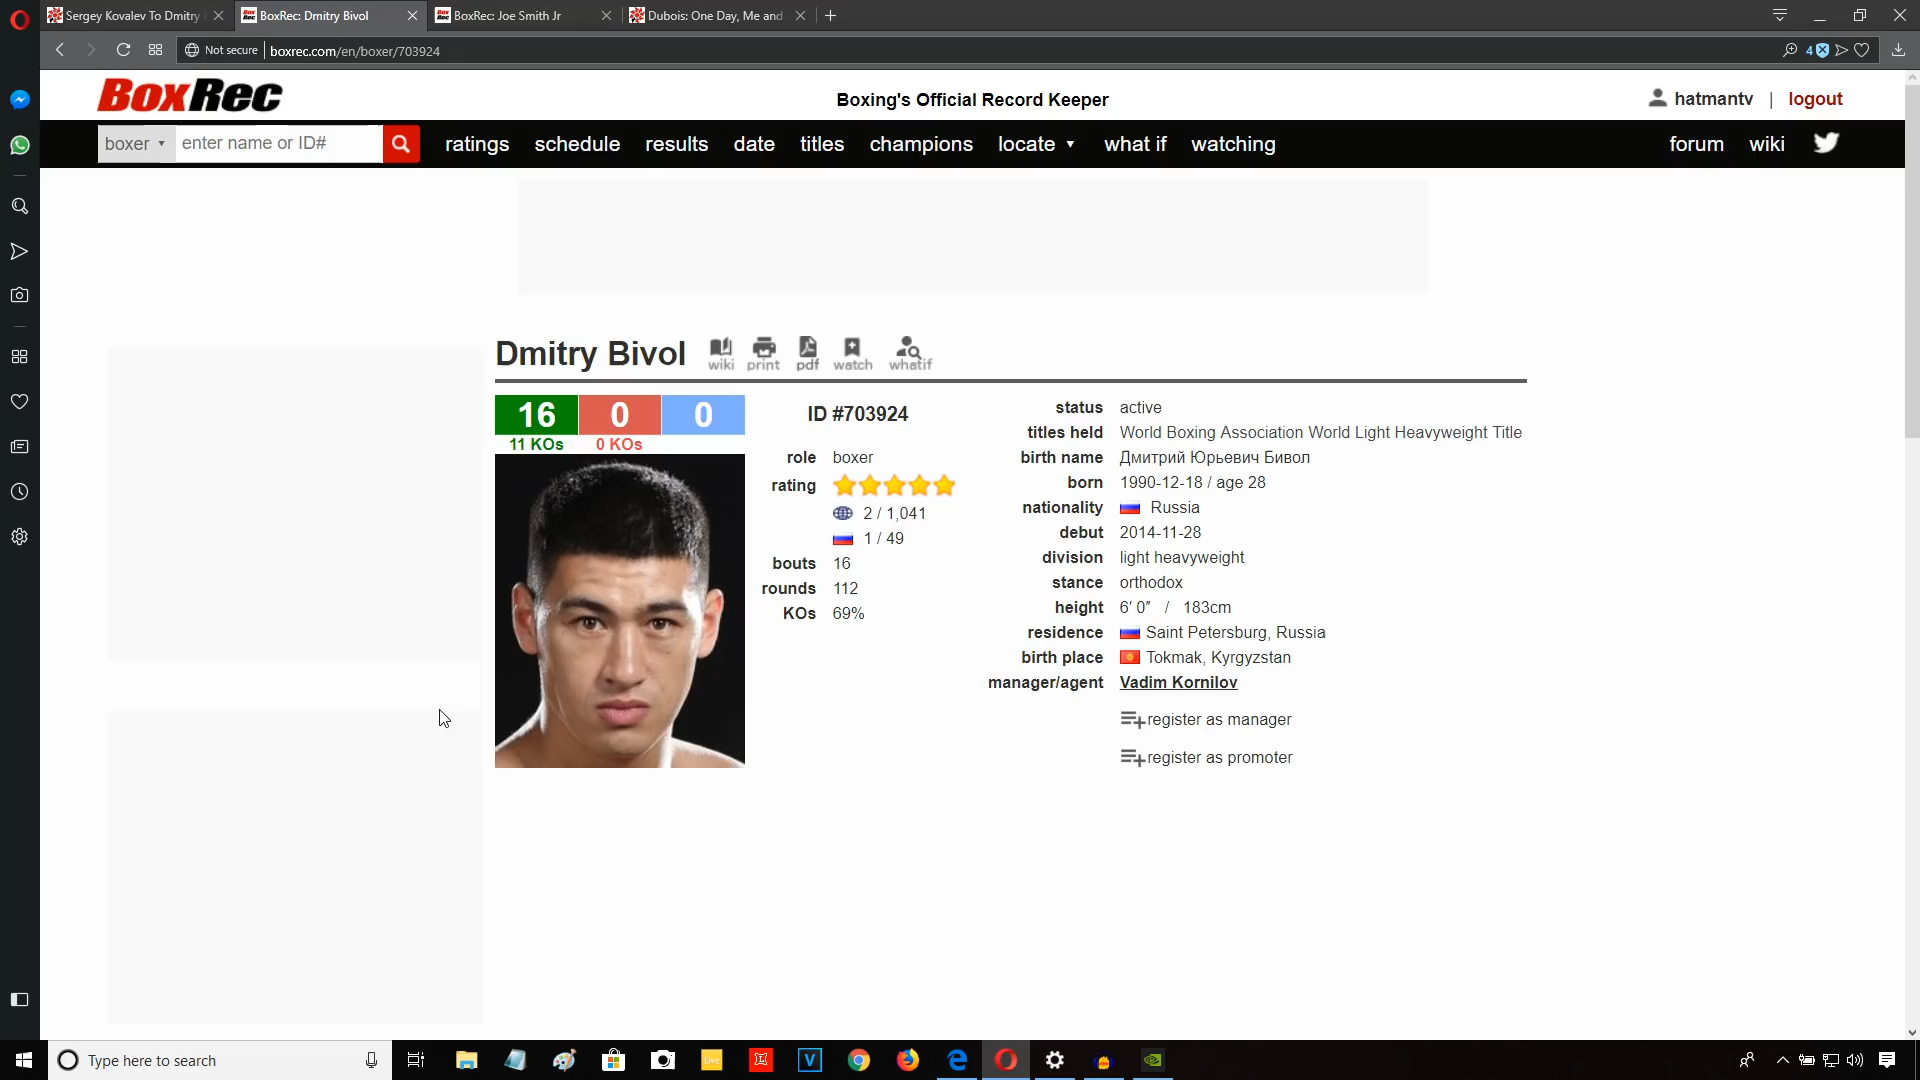 Sergey Kovalev To Dmitry
BoxRec: Dmitry Bivol
BoxRec: Joe Smith Jr
Dubois: One Day, Me and
Not secure
boxrec.com/en/boxer/703924
4
BoxRec
Boxing's Official Record Keeper
hatmantv | logout
boxer
enter name or ID#
ratings
schedule
results
date
titles
champions
locate
what if
watching
forum
wiki
Dmitry Bivol
wiki
print
pdf
watch
whatif
16
0
0
11 KOs
0 KOs
ID #703924
role boxer
rating
2 / 1,041
1 / 49
bouts 16
rounds 112
KOs 69%
status active
titles held World Boxing Association World Light Heavyweight Title
birth name Дмитрий Юрьевич Бивол
born 1990-12-18 / age 28
nationality Russia
debut 2014-11-28
division light heavyweight
stance orthodox
height 6′ 0″ / 183cm
residence Saint Petersburg, Russia
birth place Tokmak, Kyrgyzstan
manager/agent Vadim Kornilov
register as manager
register as promoter
Type here to search
Live
V